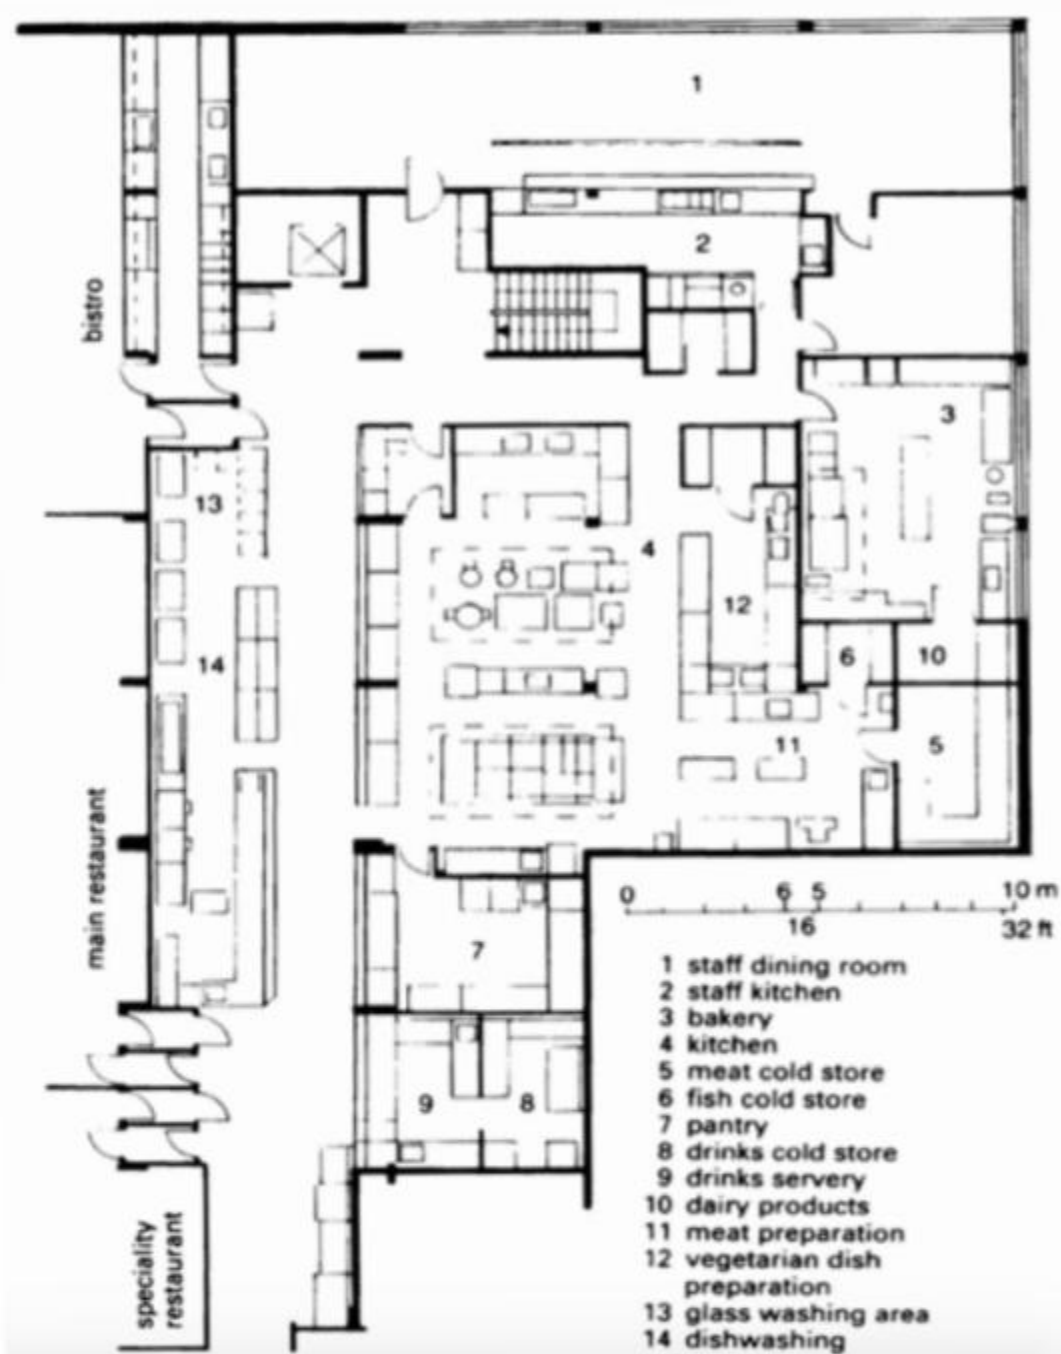 1
2
bistro
3
13
4
12
14
6
10
11
5
main restaurant
7
9
8
speciality
restaurant
0 6 5 10 m
16 32 ft
1 staff dining room
2 staff kitchen
3 bakery
4 kitchen
5 meat cold store
6 fish cold store
7 pantry
8 drinks cold store
9 drinks servery
10 dairy products
11 meat preparation
12 vegetarian dish
preparation
13 glass washing area
14 dishwashing